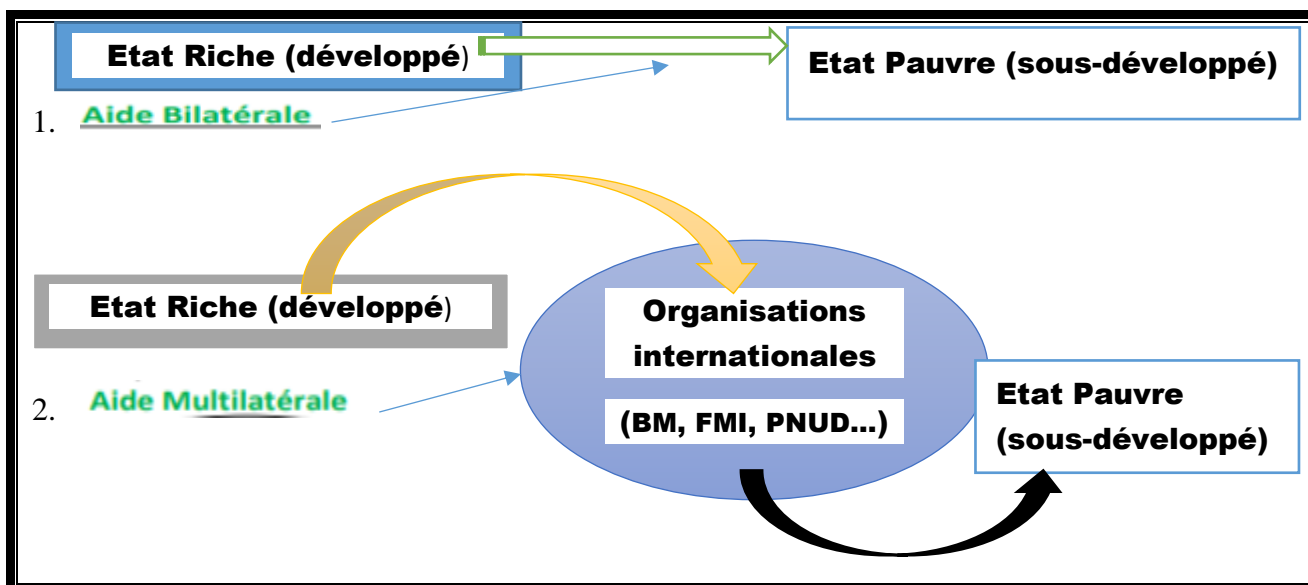 Etat Riche (développé)
Etat Pauvre (sous-développé)
1. Aide Bilatérale
Etat Riche (développé)
Organisations
internationales
(BM, FMI, PNUD...)
2. Aide Multilatérale
Etat Pauvre
(sous-développé)